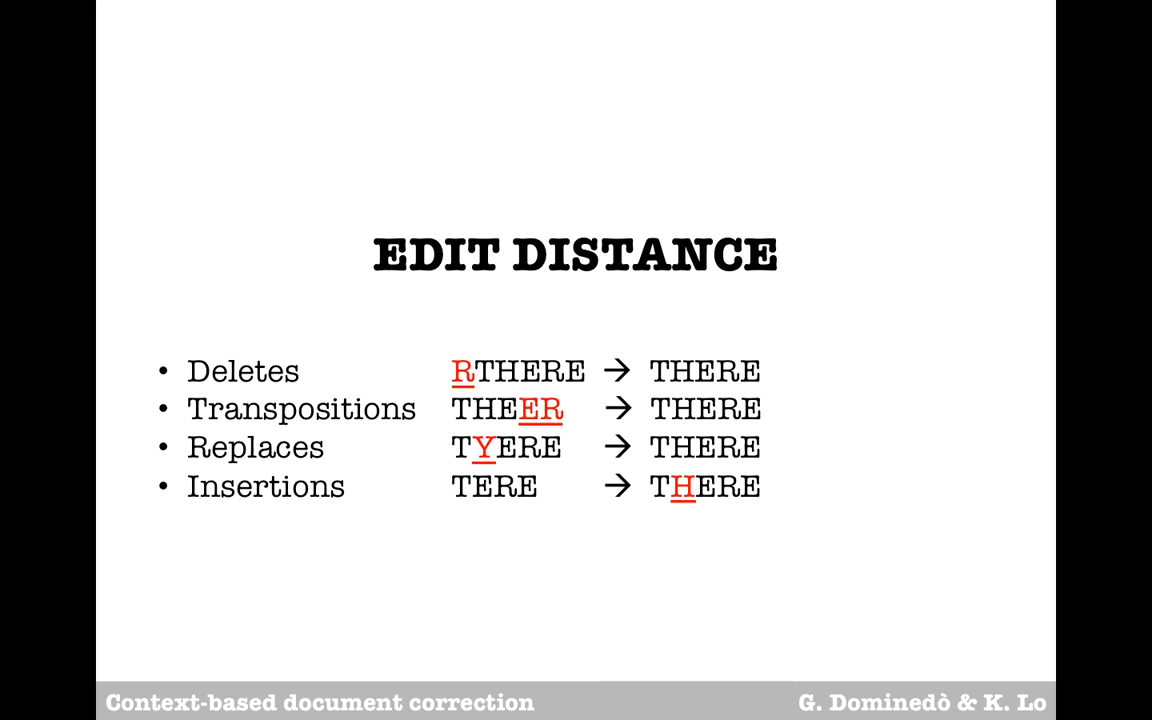 EDIT DISTANCE
• Deletes RTHERE → THERE
• Transpositions THEER → THERE
• Replaces TYERE → THERE
• Insertions TERE → THERE
Context-based document correction G. Dominedò & K. Lo